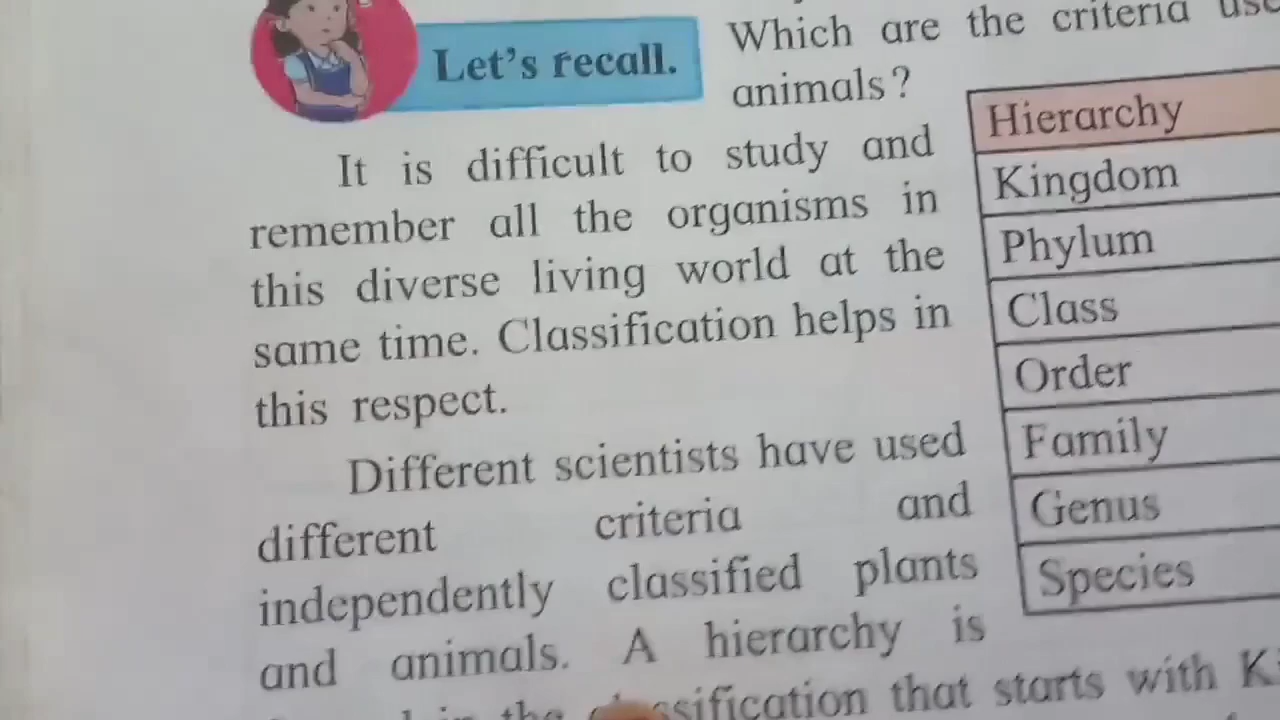 Let's recall.
Which are the criteria
animals?
It is difficult to study and
remember all the organisms in
this diverse living world at the
same time. Classification helps in
this respect.
Different scientists have used
different criteria and
independently classified plants
and animals. A hierarchy is
in the that starts with
Hierarchy
Kingdom
Phylum
Class
Order
Family
Genus
Species